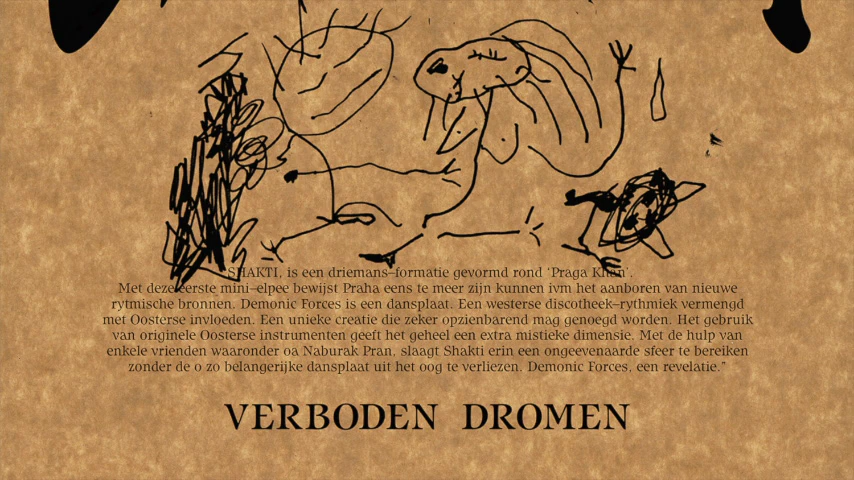 "SHAKTI, is een driemans-formatie gevormd rond 'Praga Khan'.
Met deze eerste mini-elpee bewijst Praha eens te meer zijn kunnen ivm het aanboren van nieuwe
rytmische bronnen. Demonic Forces is een dansplaat. Een westerse discotheek-rythmiek vermengd
met Oosterse invloeden. Een unieke creatie die zeker opzienbarend mag genoegd worden. Het gebruik
van originele Oosterse instrumenten geeft het geheel een extra mistieke dimensie. Met de hulp van
enkele vrienden waaronder oa Naburak Pran, slaagt Shakti erin een ongeevenaarde sfeer te bereiken
zonder de o zo belangerijke dansplaat uit het oog te verliezen. Demonic Forces, een revelatie."
VERBODEN DROMEN